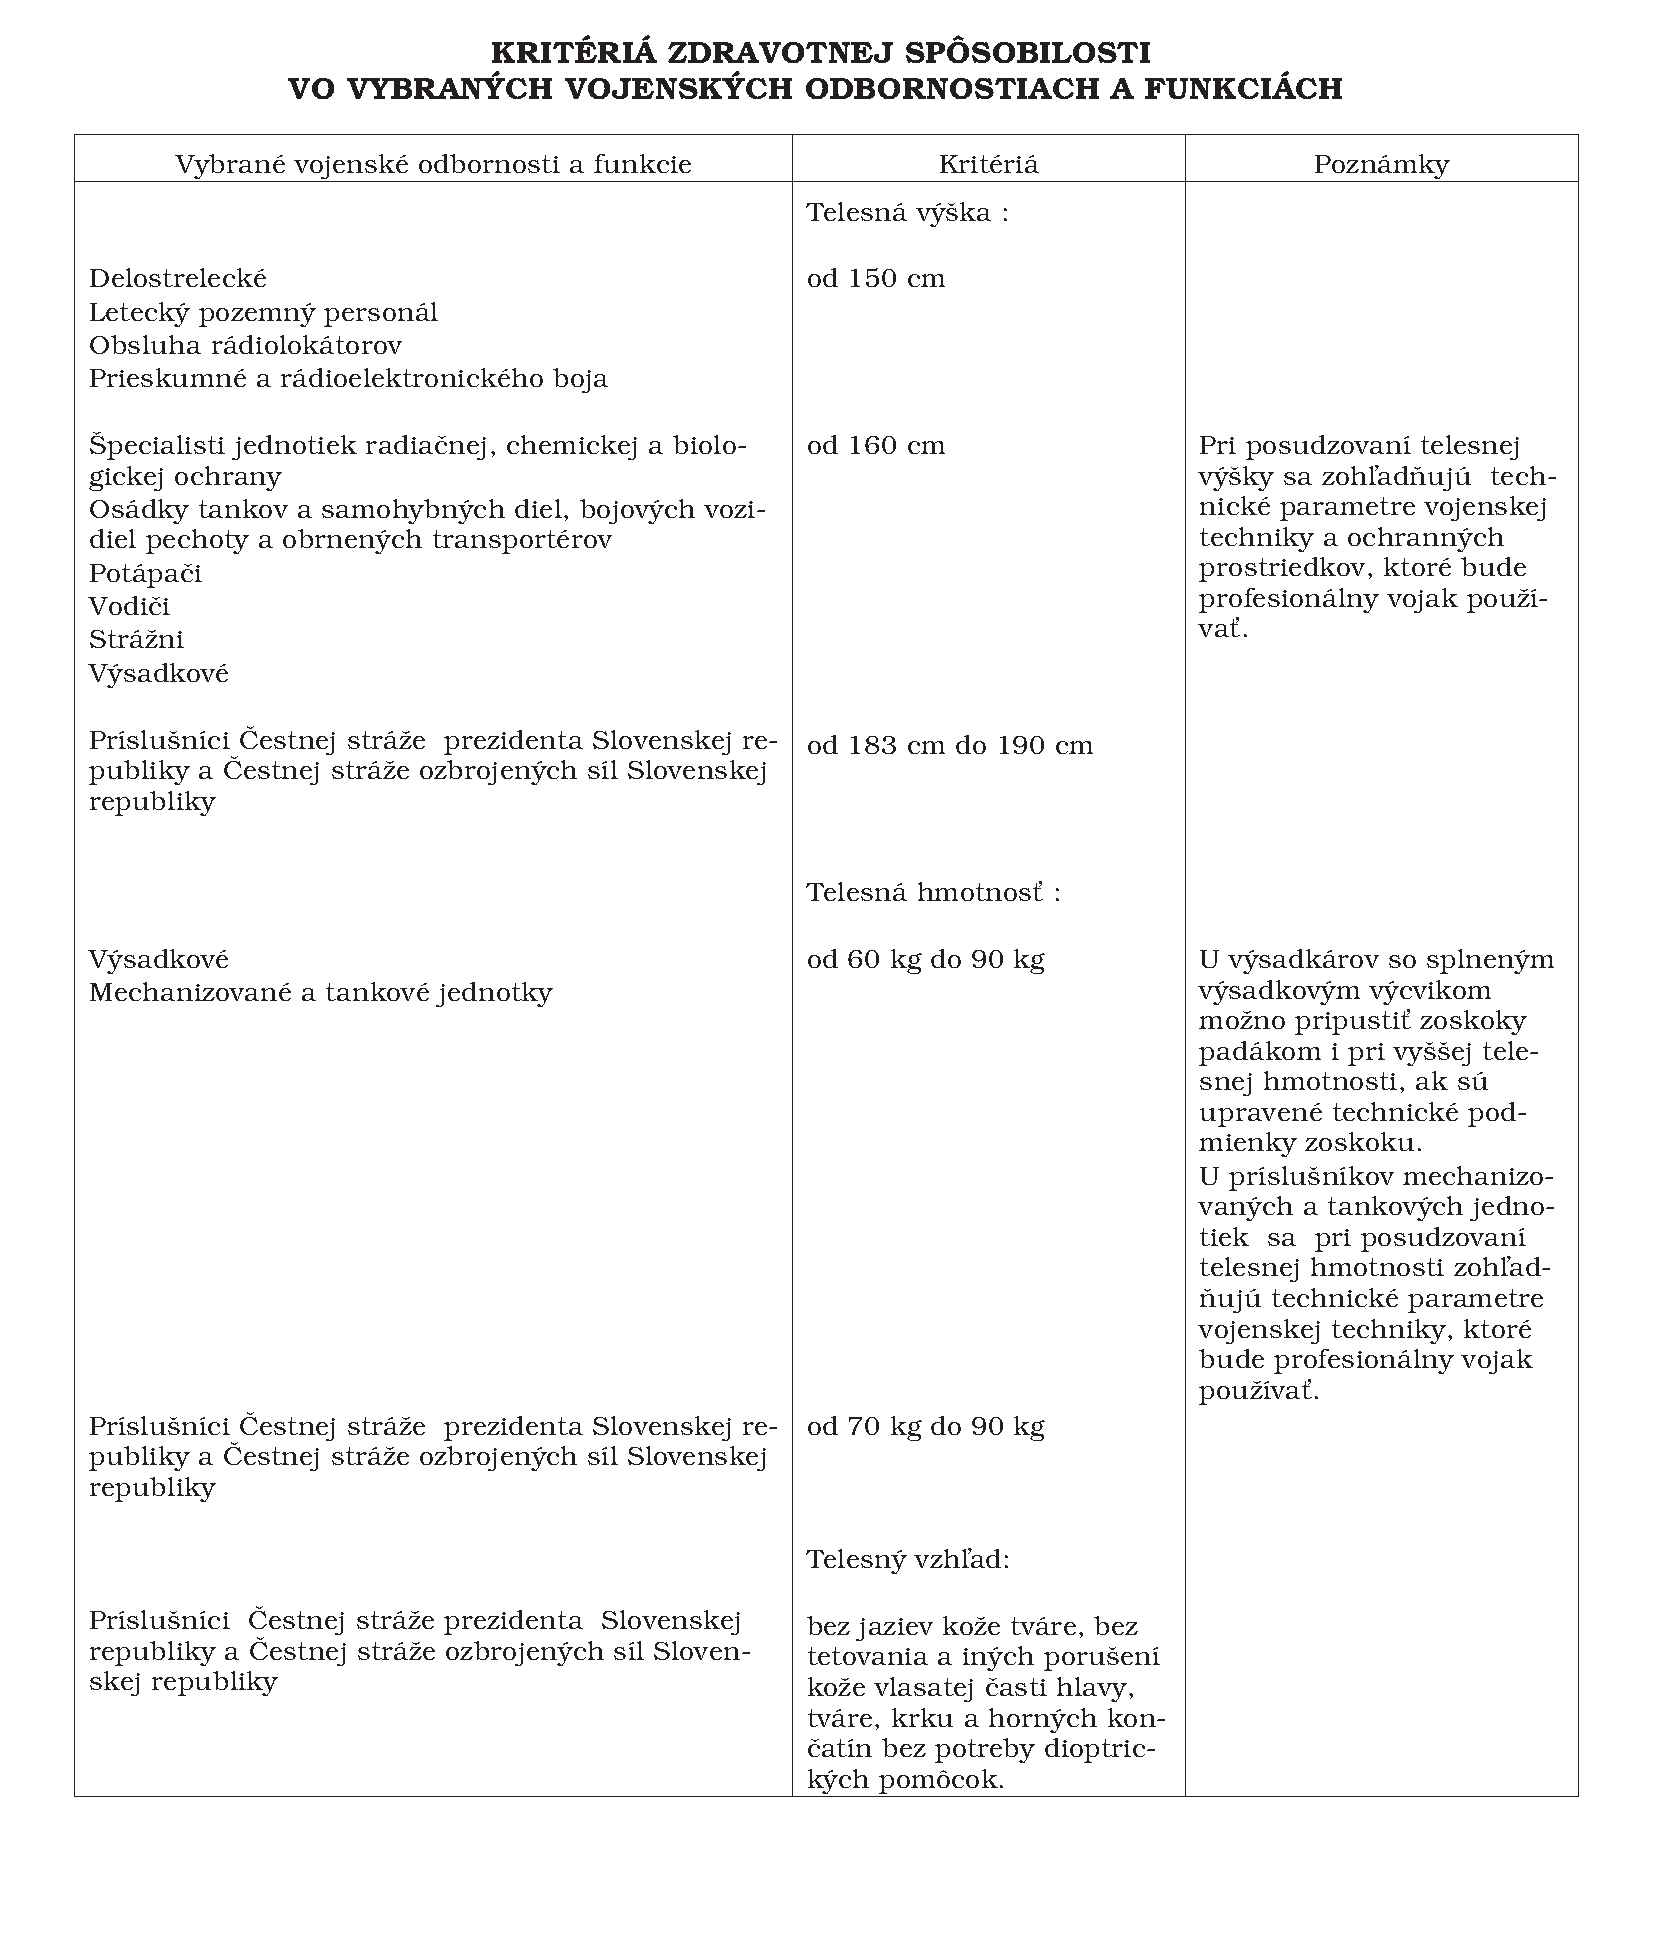 KRITÉRIÁ ZDRAVOTNEJ SPÔSOBILOSTI
VO VYBRANÝCH VOJENSKÝCH ODBORNOSTIACH A FUNKCIÁCH
Vybrané vojenské odbornosti a funkcie
Kritériá
Poznámky
Telesná výška :
Delostrelecké
od 150 cm
Letecký pozemný personál
Obsluha rádiolokátorov
Prieskumné a rádioelektronického boja
Špecialisti jednotiek radiačnej, chemickej a biolo-
gickej ochrany
Osádky tankov a samohybných diel, bojových vozi-
diel pechoty a obrnených transportérov
Potápači
Vodiči
Strážni
Výsadkové
od 160 cm
Pri posudzovaní telesnej
výšky sa zohľadňujú tech-
nické parametre vojenskej
techniky a ochranných
prostriedkov, ktoré bude
profesionálny vojak použí-
vať.
Príslušníci Čestnej stráže prezidenta Slovenskej re-
publiky a Čestnej stráže ozbrojených síl Slovenskej
republiky
od 183 cm do 190 cm
Telesná hmotnosť :
Výsadkové
Mechanizované a tankové jednotky
od 60 kg do 90 kg
U výsadkárov so splneným
výsadkovým výcvikom
možno pripustiť zoskoky
padákom i pri vyššej tele-
snej hmotnosti, ak sú
upravené technické pod-
mienky zoskoku.
U príslušníkov mechanizo-
vaných a tankových jedno-
tiek sa pri posudzovaní
telesnej hmotnosti zohľad-
ňujú technické parametre
vojenskej techniky, ktoré
bude profesionálny vojak
používať.
Príslušníci Čestnej stráže prezidenta Slovenskej re-
publiky a Čestnej stráže ozbrojených síl Slovenskej
republiky
od 70 kg do 90 kg
Telesný vzhľad:
Príslušníci Čestnej stráže prezidenta Slovenskej
republiky a Čestnej stráže ozbrojených síl Sloven-
skej republiky
bez jaziev kože tváre, bez
tetovania a iných porušení
kože vlasatej časti hlavy,
tváre, krku a horných kon-
čatín bez potreby dioptric-
kých pomôcok.